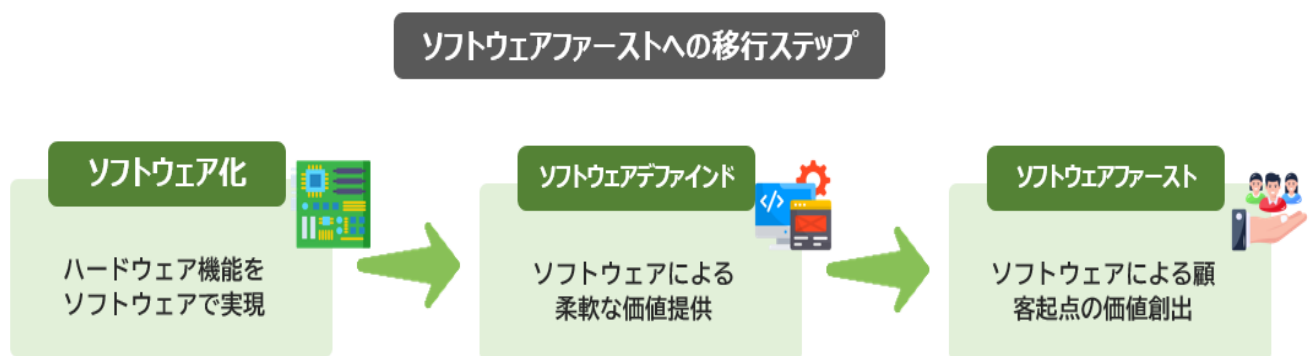 ソフトウェアファーストへの移行ステップ
ソフトウェア化
ハードウェア機能を
ソフトウェアで実現
ソフトウェアデファインド
</>
ソフトウェアによる
柔軟な価値提供
ソフトウェアファースト
ソフトウェアによる顧
客起点の価値創出